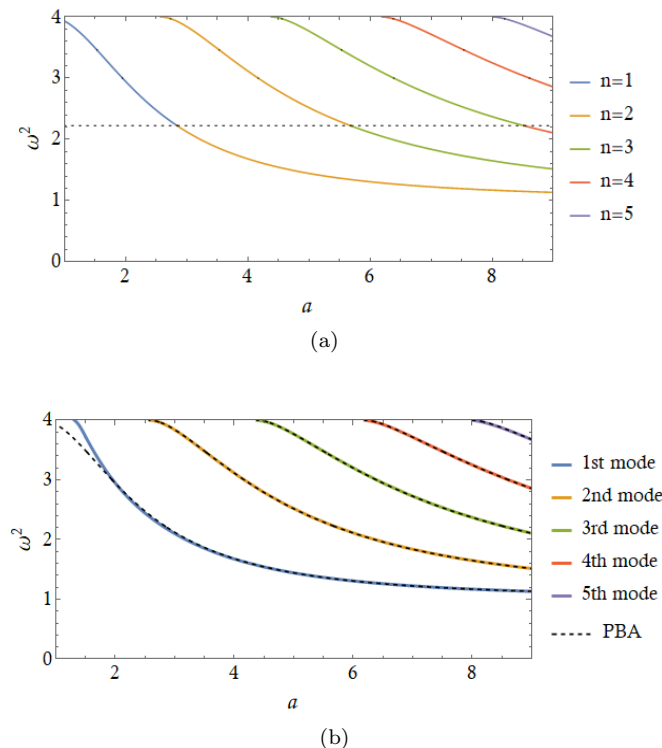 4
3
2
1
0
ω²
2
4
6
8
a
n=1
n=2
n=3
n=4
n=5
(a)
4
3
2
1
0
ω²
2
4
6
8
a
1st mode
2nd mode
3rd mode
4th mode
5th mode
PBA
(b)